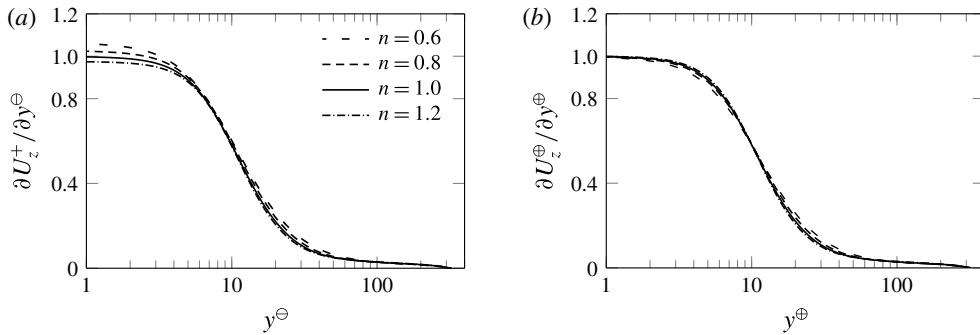 (a)
1.2
1.0
0.8
0.4
0
∂U_z^+/∂y^⊖
n = 0.6
n = 0.8
n = 1.0
n = 1.2
1 10 100
y^⊖
(b)
1.2
1.0
0.8
0.4
0
∂U_z^⊕/∂y^⊕
1 10 100
y^⊕